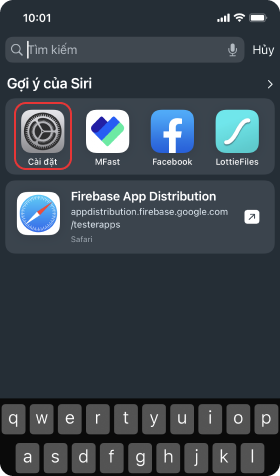 10:01
Tìm kiếm
Hủy
Gợi ý của Siri
Cài đặt
MFast
Facebook
LottieFiles
Firebase App Distribution
appdistribution.firebase.google.com
/testerapps
Safari
q w e r t y u i o p
a s d f g h j k l